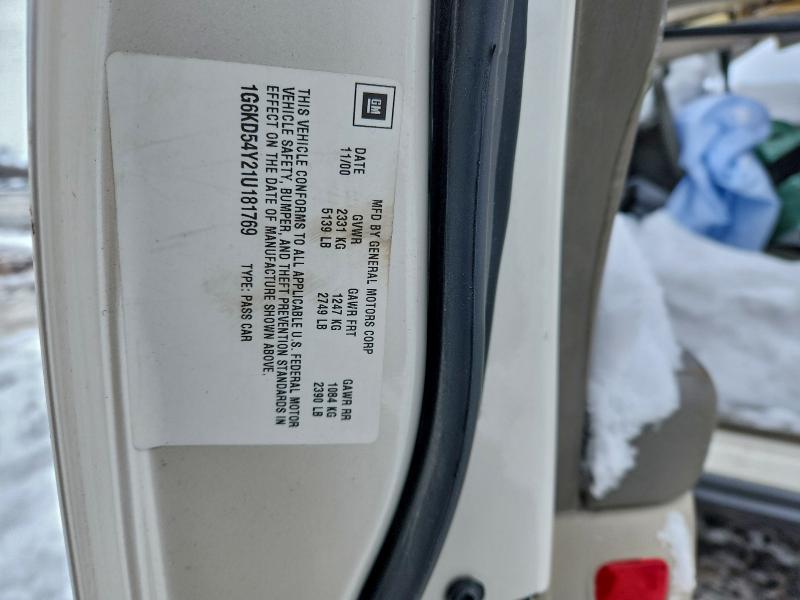 GM
MFD BY GENERAL MOTORS CORP
DATE GVWR GAWR FRT GAWR RR
11/00 2331 KG 1247 KG 1084 KG
5139 LB 2749 LB 2390 LB
THIS VEHICLE CONFORMS TO ALL APPLICABLE U.S. FEDERAL MOTOR
VEHICLE SAFETY, BUMPER, AND THEFT PREVENTION STANDARDS IN
EFFECT ON THE DATE OF MANUFACTURE SHOWN ABOVE.
1G6KD54Y21U181769 TYPE: PASS CAR